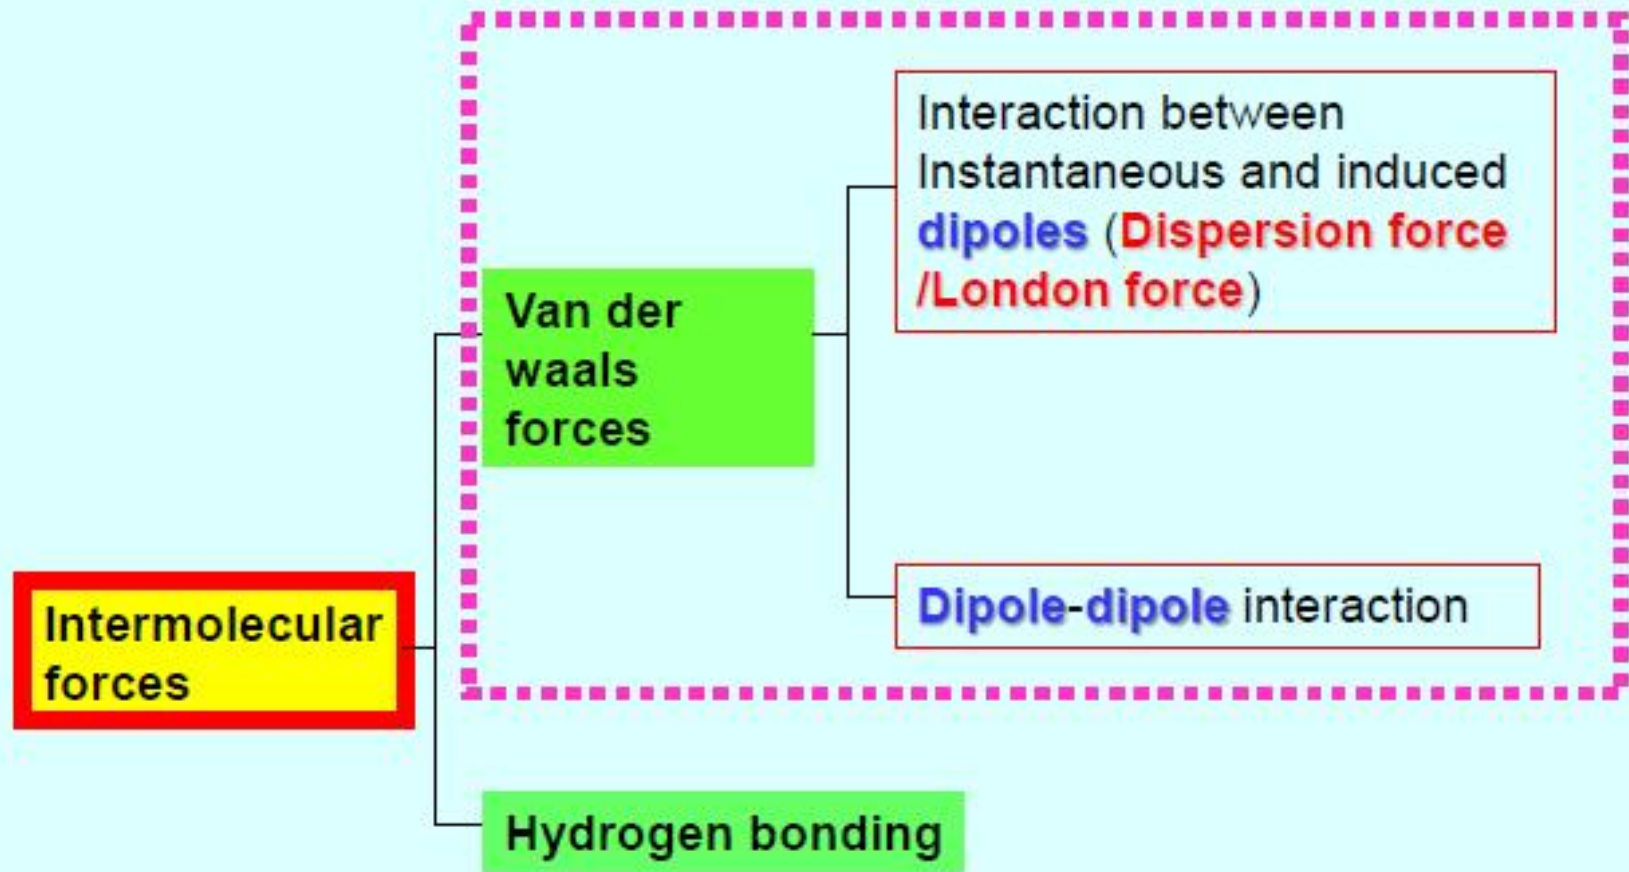 Interaction between
Instantaneous and induced
dipoles (Dispersion force
/London force)
Van der
waals
forces
Dipole-dipole interaction
Intermolecular
forces
Hydrogen bonding